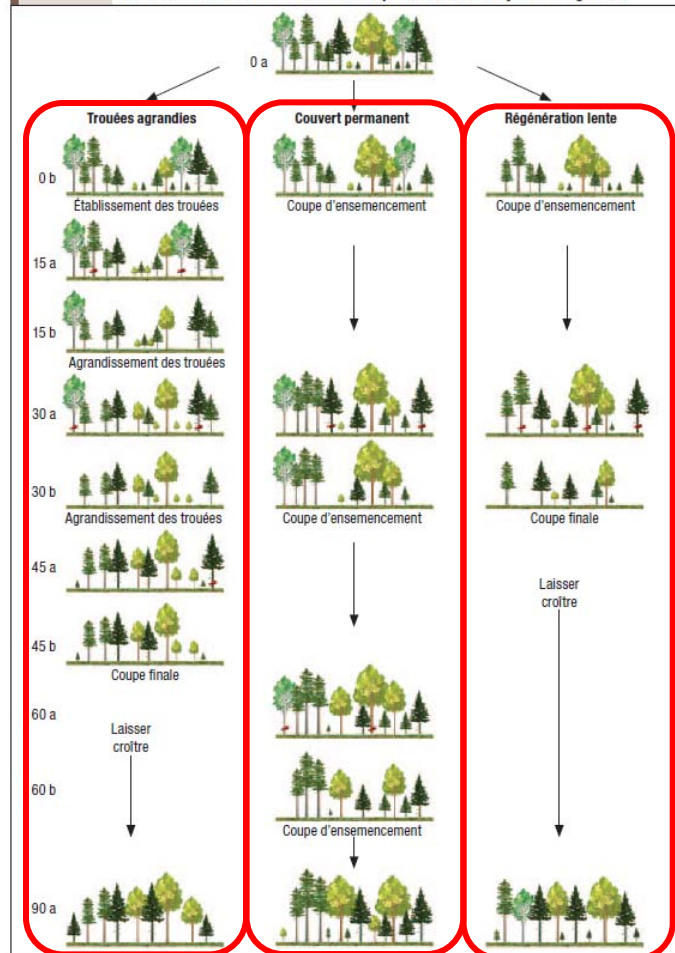 0 a
Trouées agrandies
Couvert permanent
Régénération lente
0 b
Établissement des trouées
Coupe d'ensemencement
Coupe d'ensemencement
15 a
15 b
Agrandissement des trouées
30 a
30 b
Agrandissement des trouées
Coupe d'ensemencement
Coupe finale
45 a
45 b
Coupe finale
Laisser
croître
60 a
Laisser
croître
60 b
Coupe d'ensemencement
90 a